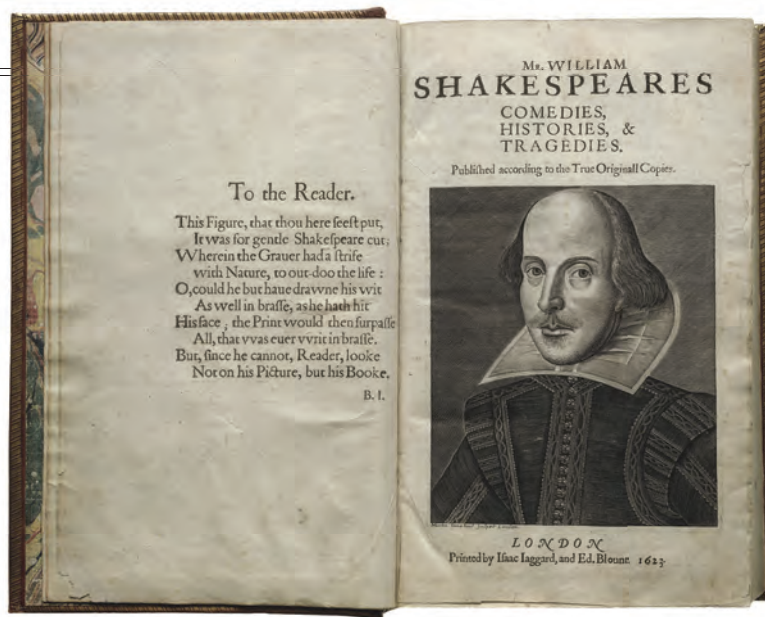 To the Reader.
This Figure, that thou here ſeeſt put,
It was for gentle Shakeſpeare cut;
Wherein the Grauer had a ſtrife
with Nature, to out-doo the life :
O, could he but haue drawne his wit
As well in braſſe, as he hath hit
His face ; the Print would then ſurpaſſe
All, that vvas euer vvrit in braſſe.
But, ſince he cannot, Reader, looke
Not on his Picture, but his Booke.
B. I.
Mr. WILLIAM
SHAKESPEARES
COMEDIES,
HISTORIES, &
TRAGEDIES.
Publiſhed according to the True Originall Copies.
LONDON
Printed by Iſaac Iaggard, and Ed. Blount. 1623.